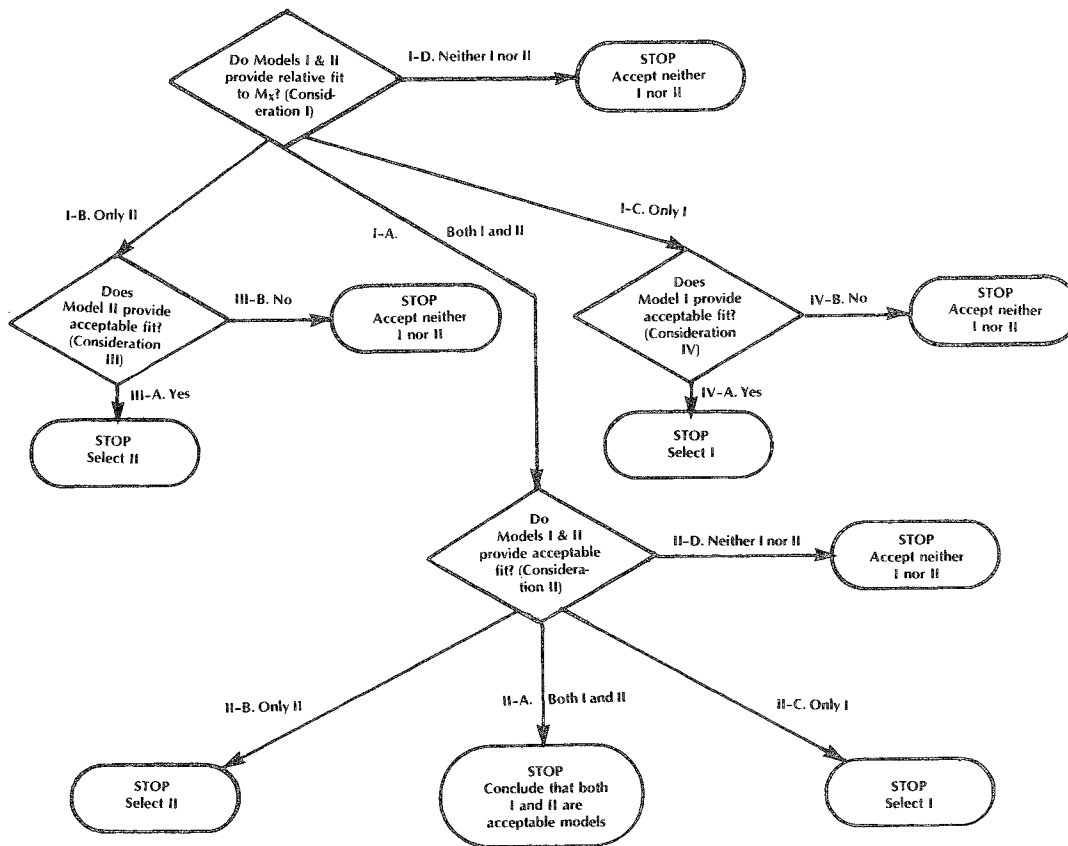 Do Models I & II
provide relative fit
to Mx? (Consid-
eration I)
I-D. Neither I nor II
STOP
Accept neither
I nor II
I-B. Only II
I-A. Both I and II
I-C. Only I
Does
Model II provide
acceptable fit?
(Consideration
III)
III-B. No
STOP
Accept neither
I nor II
Does
Model I provide
acceptable fit?
(Consideration
IV)
IV-B. No
STOP
Accept neither
I nor II
III-A. Yes
IV-A. Yes
STOP
Select II
STOP
Select I
Do
Models I & II
provide acceptable
fit? (Considera-
tion II)
II-D. Neither I nor II
STOP
Accept neither
I nor II
II-B. Only II
II-A. Both I and II
II-C. Only I
STOP
Select II
STOP
Conclude that both
I and II are
acceptable models
STOP
Select I